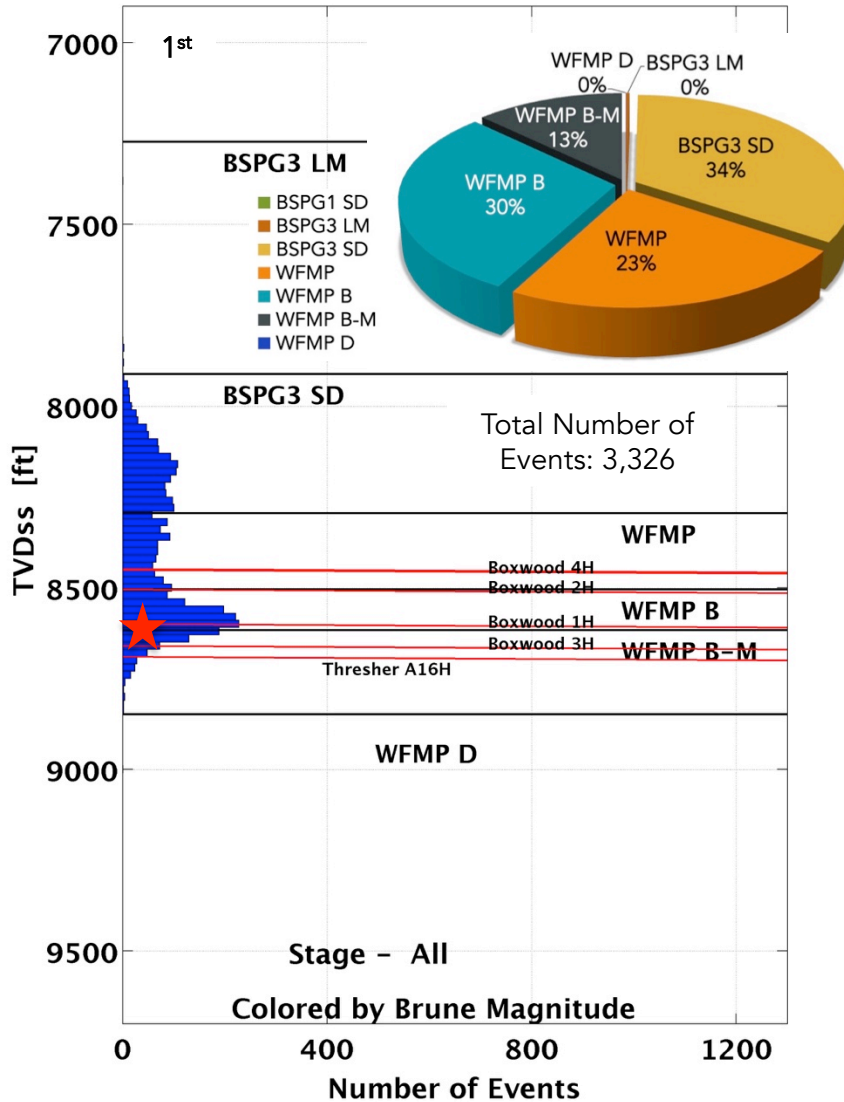 1st
WFMP D
0%
BSPG3 LM
0%
WFMP B-M
13%
BSPG3 SD
34%
WFMP B
30%
WFMP
23%
BSPG3 LM
BSPG1 SD
BSPG3 LM
BSPG3 SD
WFMP
WFMP B
WFMP B-M
WFMP D
BSPG3 SD
Total Number of
Events: 3,326
WFMP
Boxwood 4H
Boxwood 2H
WFMP B
Boxwood 1H
Boxwood 3H
WFMP B-M
Thresher A16H
WFMP D
Stage - All
Colored by Brune Magnitude
7000
7500
8000
8500
9000
9500
TVDss [ft]
0
400
800
1200
Number of Events